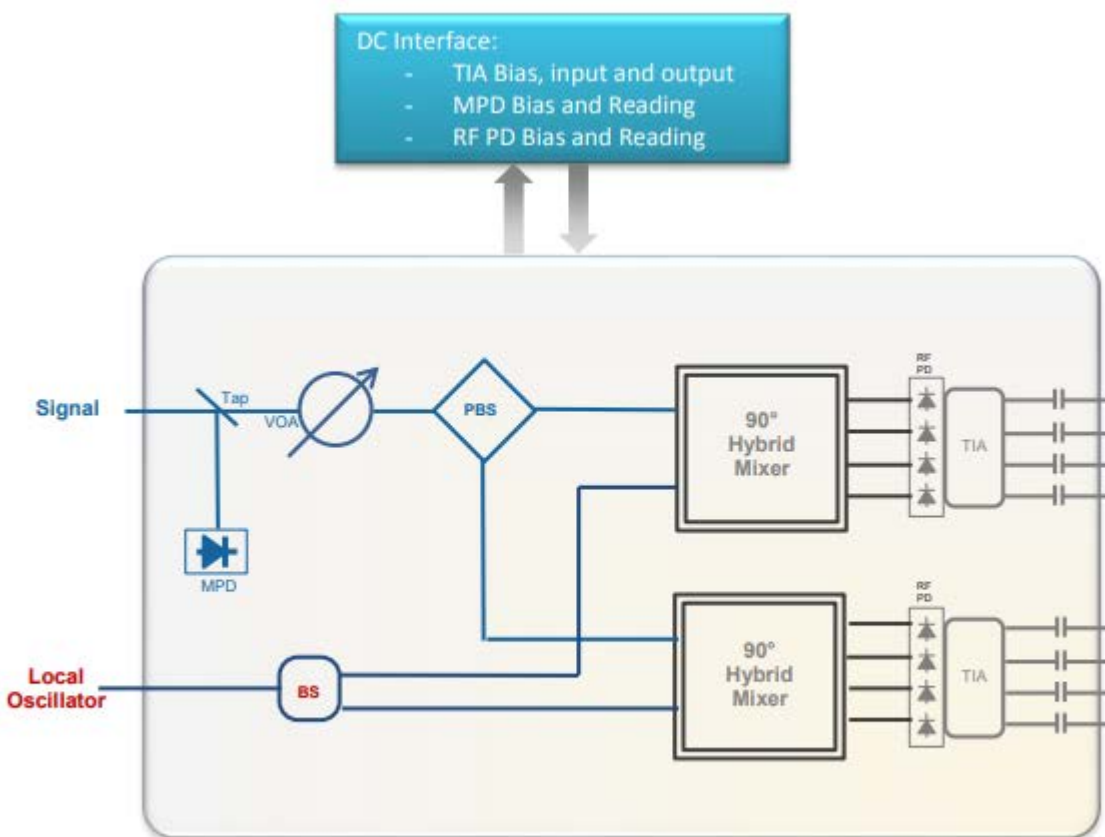 DC Interface:
- TIA Bias, input and output
- MPD Bias and Reading
- RF PD Bias and Reading
Signal
Tap
VOA
PBS
90°
Hybrid
Mixer
RF
PD
TIA
MPD
Local
Oscillator
BS
90°
Hybrid
Mixer
RF
PD
TIA